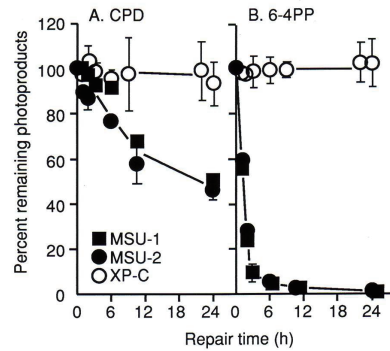 A. CPD
B. 6-4PP
Percent remaining photoproducts
120
100
80
60
40
20
0
MSU-1
MSU-2
XP-C
0 6 12 18 24 0 6 12 18 24
Repair time (h)